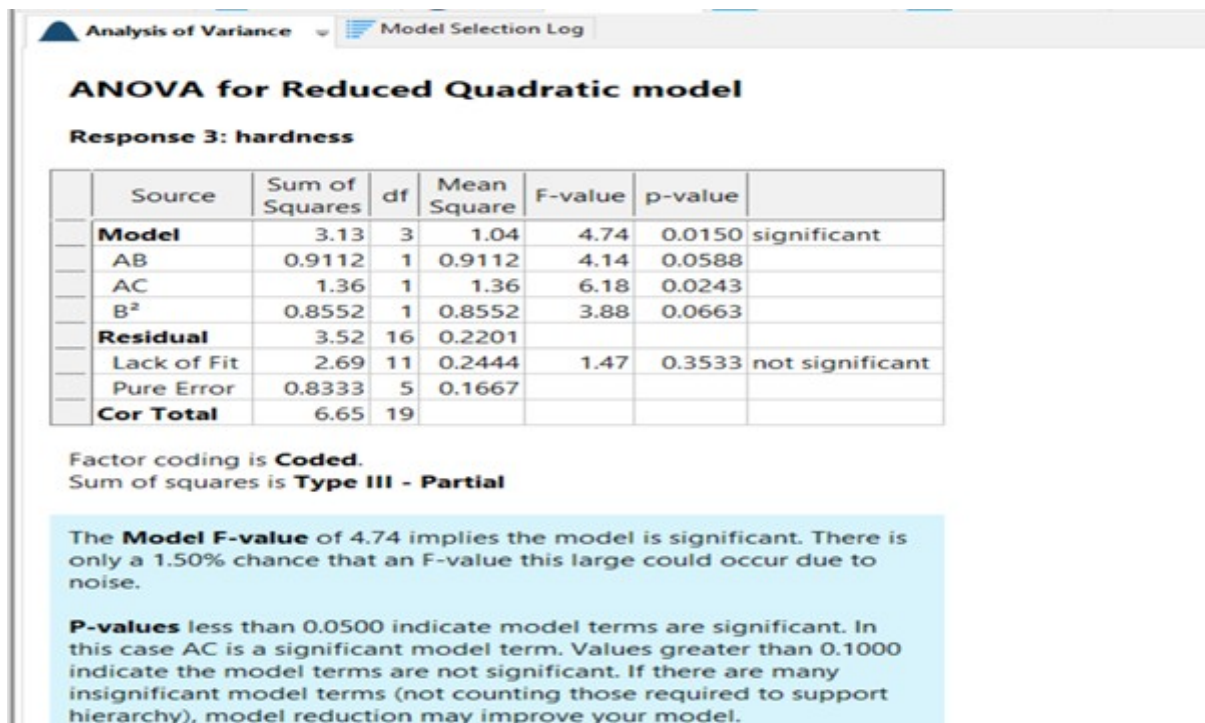 Analysis of Variance Model Selection Log
ANOVA for Reduced Quadratic model
Response 3: hardness
Source Sum of Squares df Mean Square F-value p-value
Model 3.13 3 1.04 4.74 0.0150 significant
AB 0.9112 1 0.9112 4.14 0.0588
AC 1.36 1 1.36 6.18 0.0243
B² 0.8552 1 0.8552 3.88 0.0663
Residual 3.52 16 0.2201
Lack of Fit 2.69 11 0.2444 1.47 0.3533 not significant
Pure Error 0.8333 5 0.1667
Cor Total 6.65 19
Factor coding is Coded.
Sum of squares is Type III - Partial
The Model F-value of 4.74 implies the model is significant. There is
only a 1.50% chance that an F-value this large could occur due to
noise.
P-values less than 0.0500 indicate model terms are significant. In
this case AC is a significant model term. Values greater than 0.1000
indicate the model terms are not significant. If there are many
insignificant model terms (not counting those required to support
hierarchy), model reduction may improve your model.